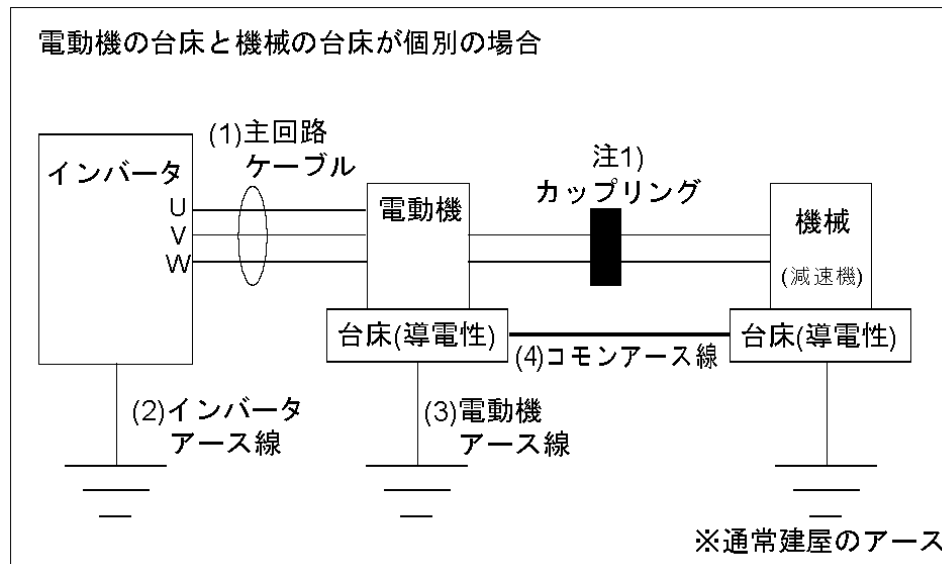 電動機の台床と機械の台床が個別の場合
(1)主回路
ケーブル
インバータ
U
V
W
電動機
注1)
カップリング
機械
(減速機)
台床(導電性)
(4)コモンアース線
台床(導電性)
(2)インバータ
アース線
(3)電動機
アース線
※通常建屋のアース